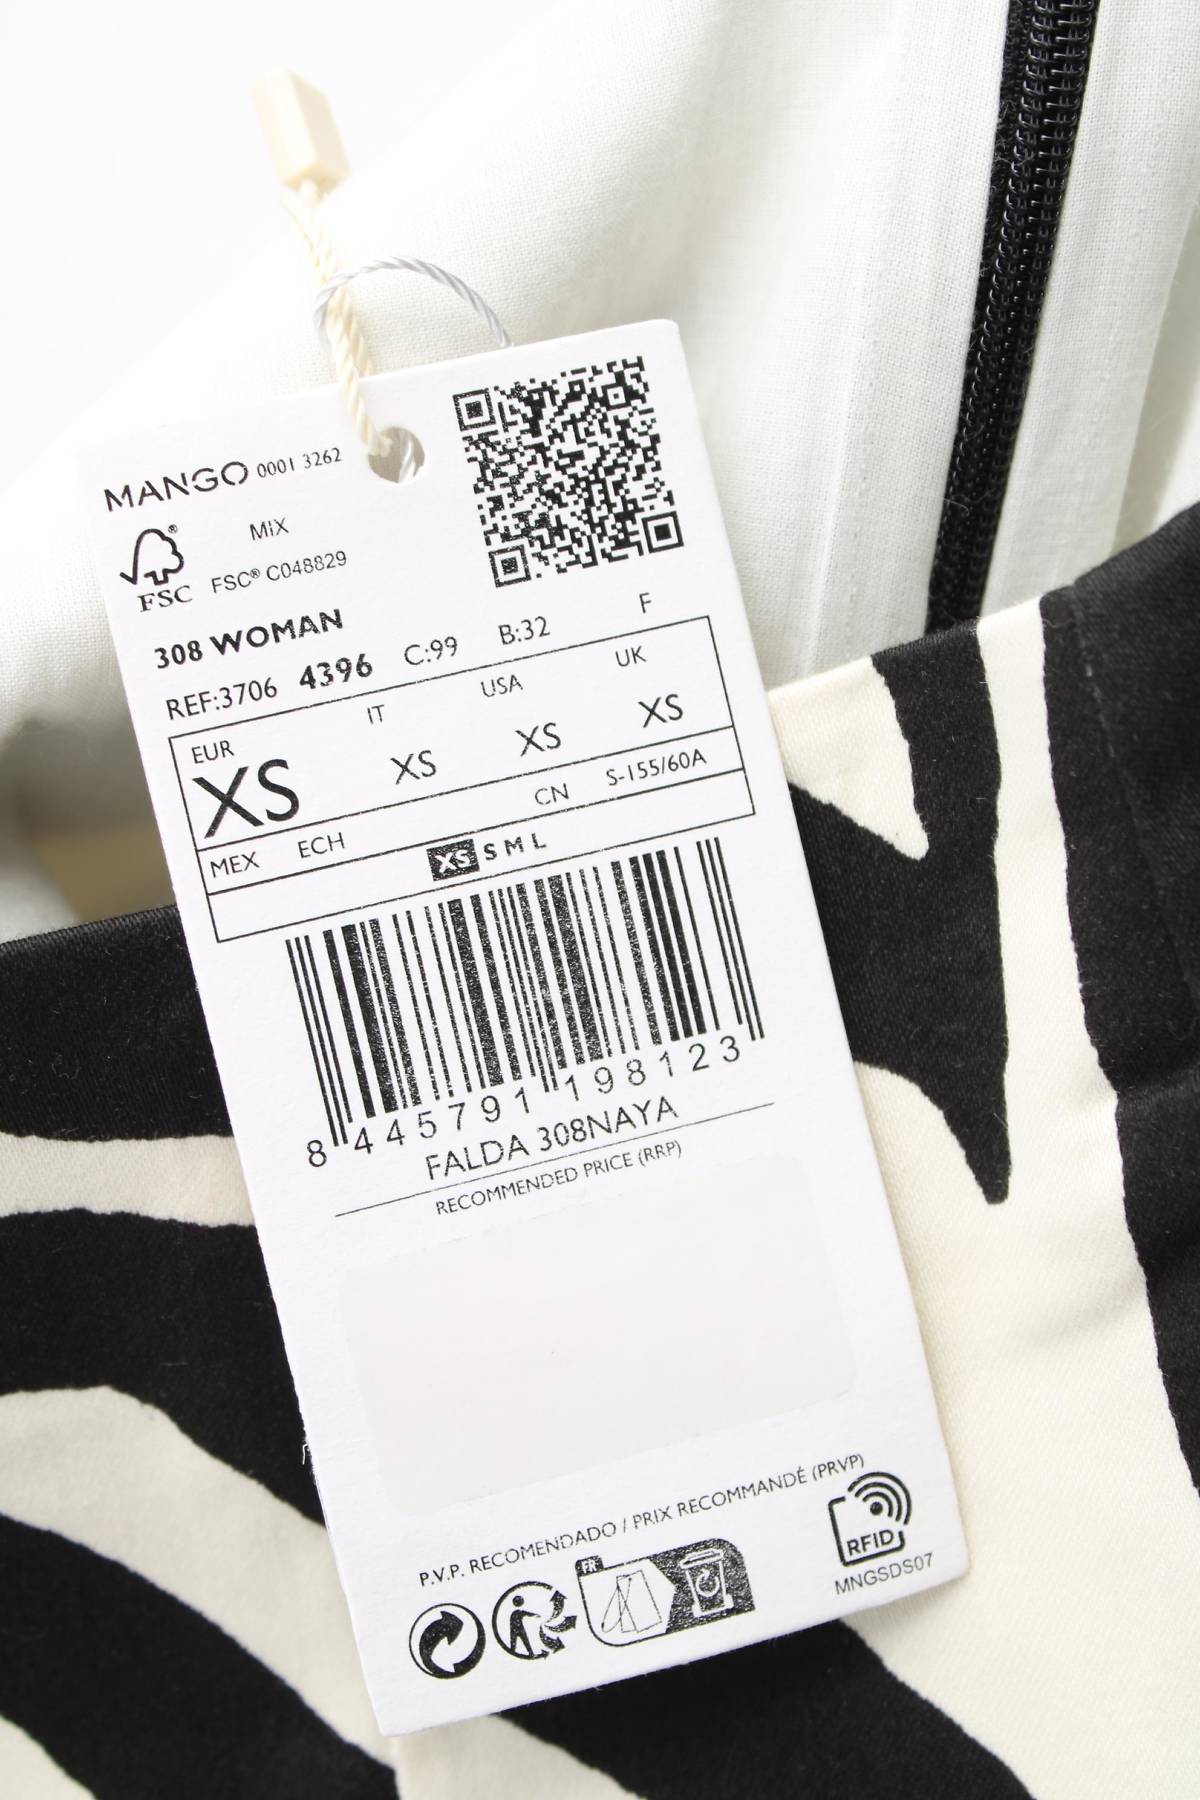 MANGO 0001 3262
MIX
FSC® C048829
FSC
308 WOMAN
REF:3706 4396 C:99 B:32 F
EUR IT USA UK
XS XS XS XS
MEX ECH CN S-155/60A
XS S M L
8 445791 198123
FALDA 308NAYA
RECOMMENDED PRICE (RRP)
P.V.P. RECOMENDADO / PRIX RECOMMANDÉ (PRVP)
FR
RFID
MNGSDS07